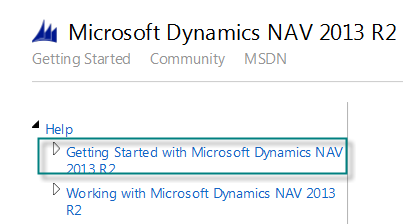 Microsoft Dynamics NAV 2013 R2
Getting Started Community MSDN
Help
Getting Started with Microsoft Dynamics NAV
2013 R2
Working with Microsoft Dynamics NAV 2013
R2